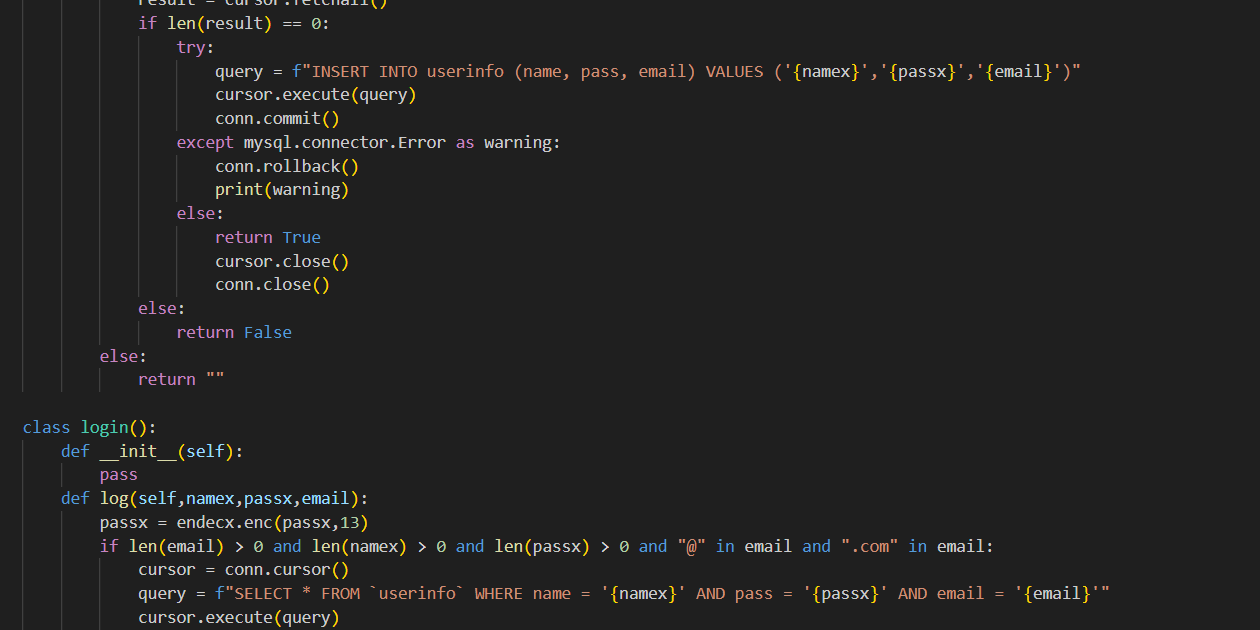 result = cursor.fetchall()
if len(result) == 0:
try:
query = f"INSERT INTO userinfo (name, pass, email) VALUES ('{namex}','{passx}','{email}')"
cursor.execute(query)
conn.commit()
except mysql.connector.Error as warning:
conn.rollback()
print(warning)
else:
return True
cursor.close()
conn.close()
else:
return False
else:
return ""
class login():
def __init__(self):
pass
def log(self,namex,passx,email):
passx = endecx.enc(passx,13)
if len(email) > 0 and len(namex) > 0 and len(passx) > 0 and "@" in email and ".com" in email:
cursor = conn.cursor()
query = f"SELECT * FROM `userinfo` WHERE name = '{namex}' AND pass = '{passx}' AND email = '{email}'"
cursor.execute(query)